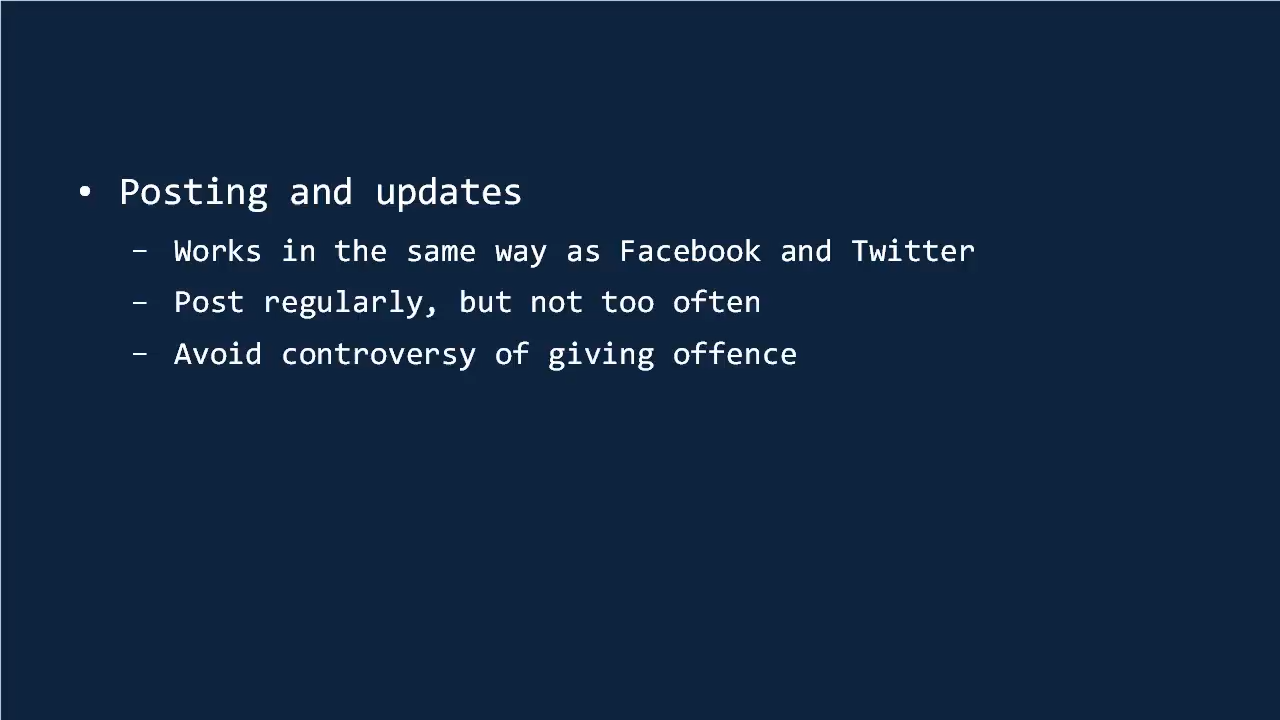 • Posting and updates
– Works in the same way as Facebook and Twitter
– Post regularly, but not too often
– Avoid controversy of giving offence